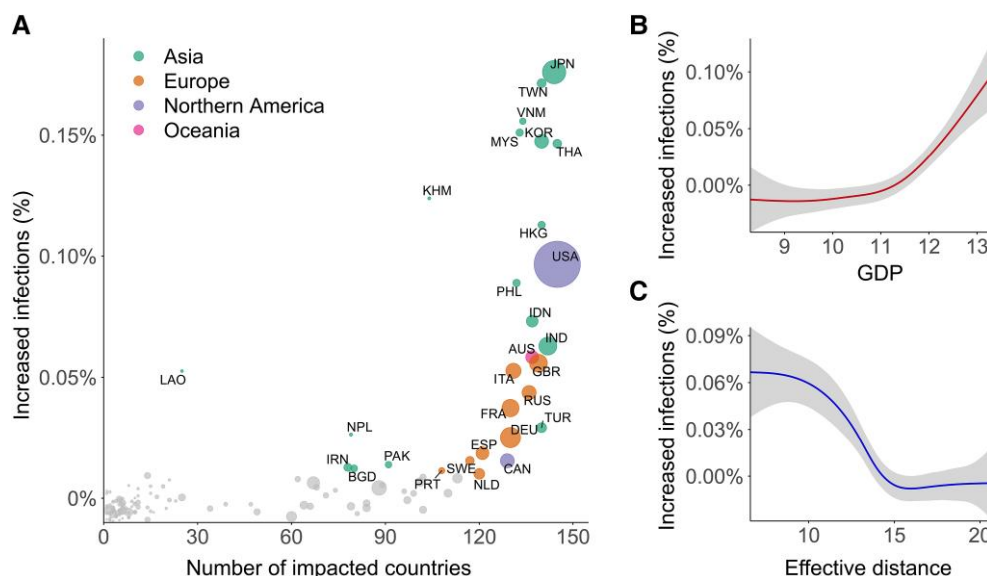 A
Asia
Europe
Northern America
Oceania
Increased infections (%)
0.15%
0.10%
0.05%
0%
JPN
TWN
VNM
MYS
KOR
THA
KHM
HKG
USA
PHL
IDN
IND
AUS
GBR
ITA
LAO
RUS
FRA
TUR
DEU
NPL
ESP
IRN
PAK
BGD
SWE
CAN
PRT
NLD
0
30
60
90
120
150
Number of impacted countries
B
Increased infections (%)
0.10%
0.05%
0.00%
9
10
11
12
13
GDP
C
Increased infections (%)
0.09%
0.06%
0.03%
0.00%
10
15
20
Effective distance